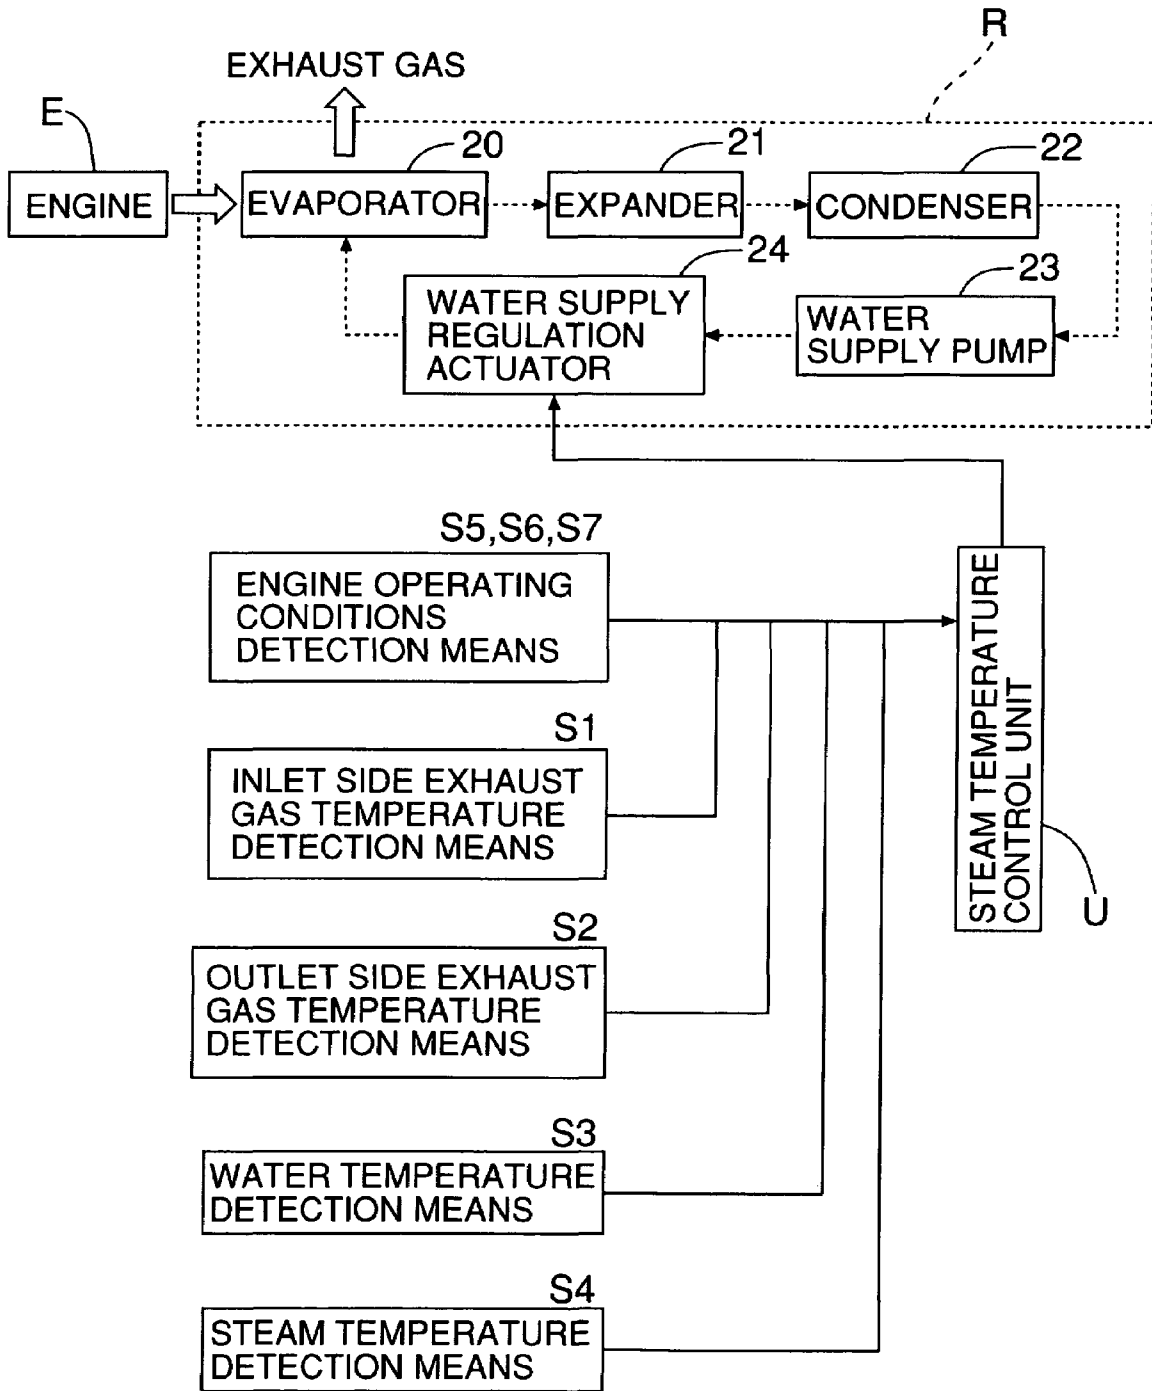 R
EXHAUST GAS
E
20
21
22
ENGINE
EVAPORATOR
EXPANDER
CONDENSER
24
23
WATER SUPPLY
REGULATION
ACTUATOR
WATER
SUPPLY PUMP
S5,S6,S7
ENGINE OPERATING
CONDITIONS
DETECTION MEANS
STEAM TEMPERATURE
CONTROL UNIT
U
S1
INLET SIDE EXHAUST
GAS TEMPERATURE
DETECTION MEANS
S2
OUTLET SIDE EXHAUST
GAS TEMPERATURE
DETECTION MEANS
S3
WATER TEMPERATURE
DETECTION MEANS
S4
STEAM TEMPERATURE
DETECTION MEANS